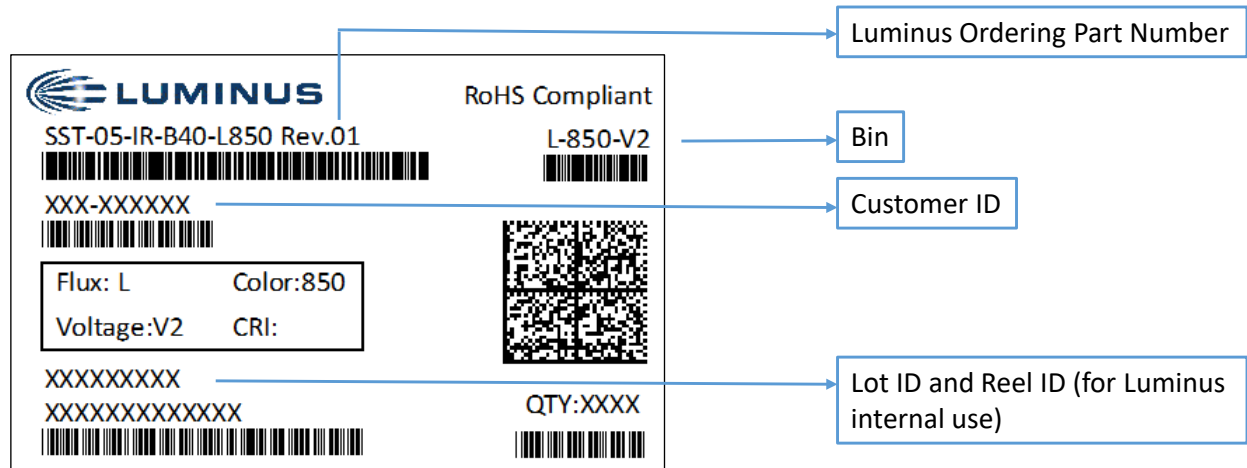 Luminus Ordering Part Number
LUMINUS
RoHS Compliant
SST-05-IR-B40-L850 Rev.01
L-850-V2
Bin
XXX-XXXXXX
Customer ID
Flux: L
Color:850
Voltage:V2
CRI:
XXXXXXXXX
Lot ID and Reel ID (for Luminus
internal use)
XXXXXXXXXXXXX
QTY:XXXX